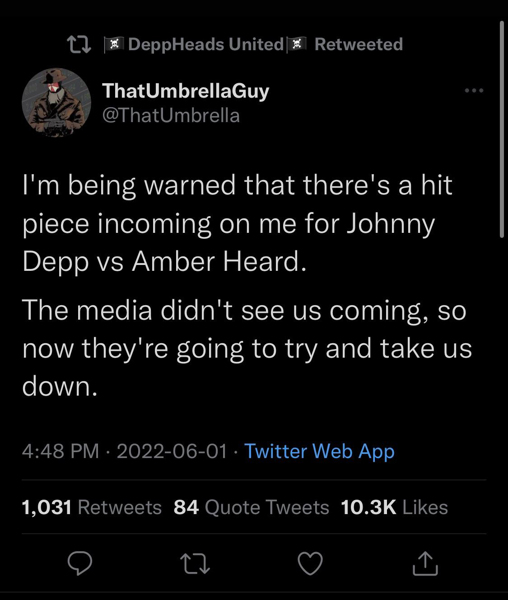 🏴‍☠️DeppHeads United🏴‍☠️ Retweeted
ThatUmbrellaGuy
@ThatUmbrella
I'm being warned that there's a hit
piece incoming on me for Johnny
Depp vs Amber Heard.
The media didn't see us coming, so
now they're going to try and take us
down.
4:48 PM · 2022-06-01 · Twitter Web App
1,031 Retweets 84 Quote Tweets 10.3K Likes